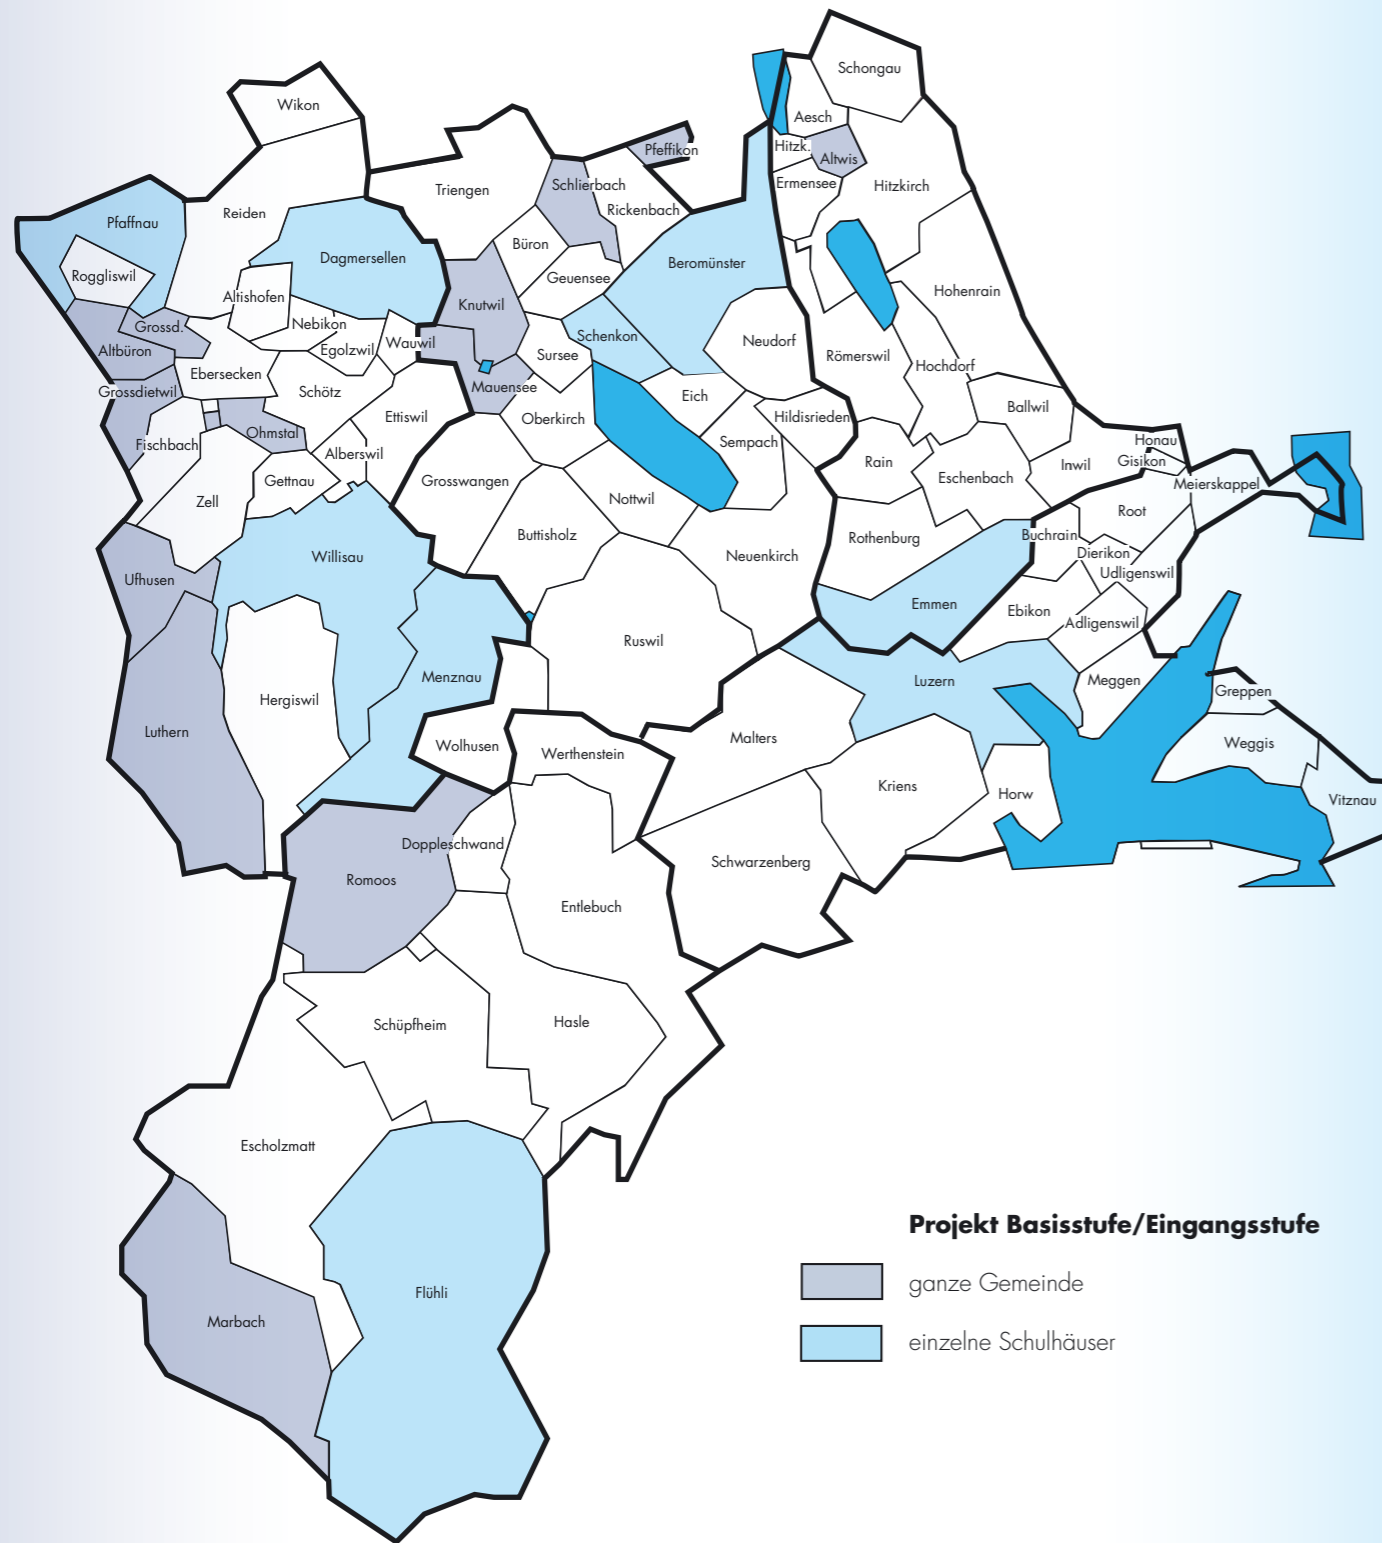 Schongau
Wikon
Aesch
Hitzk.
Pfeffikon
Altwis
Ermensee
Hitzkirch
Triengen
Schlierbach
Rickenbach
Reiden
Pfaffnau
Büron
Dagmersellen
Beromünster
Roggliswil
Geuensee
Hohenrain
Altishofen
Knutwil
Nebikon
Grossd.
Schenkon
Neudorf
Wauwil
Altbüron
Egolzwil
Sursee
Römerswil
Hochdorf
Ebersecken
Mauensee
Grossdietwil
Schötz
Eich
Ballwil
Ettiswil
Oberkirch
Hildisrieden
Ohmstal
Fischbach
Sempach
Honau
Alberswil
Rain
Inwil
Gisikon
Gettnau
Grosswangen
Eschenbach
Meierskappel
Zell
Nottwil
Root
Buttisholz
Rothenburg
Buchrain
Willisau
Neuenkirch
Dierikon
Udligenswil
Ufhusen
Emmen
Ebikon
Adligenswil
Ruswil
Menznau
Luzern
Meggen
Greppen
Hergiswil
Luthern
Malters
Weggis
Wolhusen
Werthenstein
Kriens
Horw
Vitznau
Doppleschwand
Schwarzenberg
Romoos
Entlebuch
Schüpfheim
Hasle
Escholzmatt
Flühli
Marbach
Projekt Basisstufe/Eingangsstufe
ganze Gemeinde
einzelne Schulhäuser